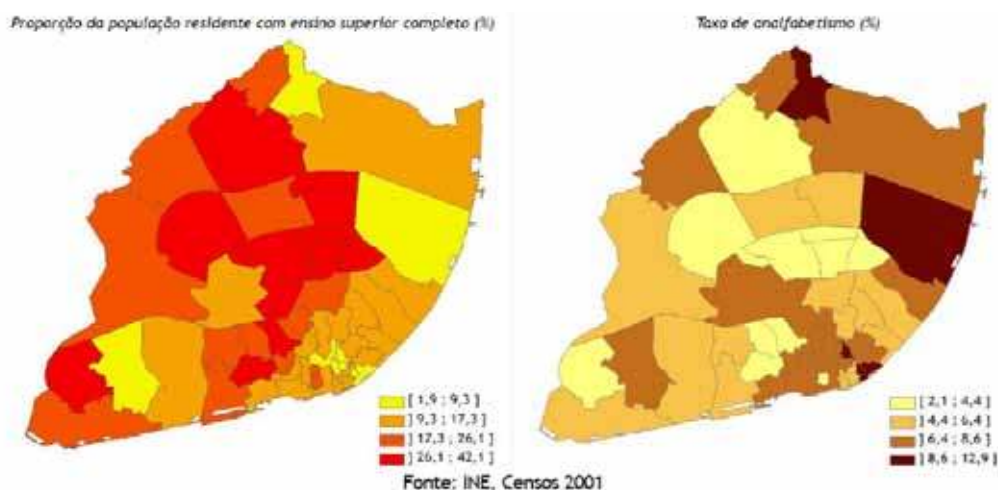 Proporção da população residente com ensino superior completo (%)
Taxa de analfabetismo (%)
[ 1,9 ; 9,3 ]
] 9,3 ; 17,3 ]
] 17,3 ; 26,1 ]
] 26,1 ; 42,1 ]
[ 2,1 ; 4,4 ]
] 4,4 ; 6,4 ]
] 6,4 ; 8,6 ]
] 8,6 ; 12,9 ]
Fonte: INE, Censos 2001